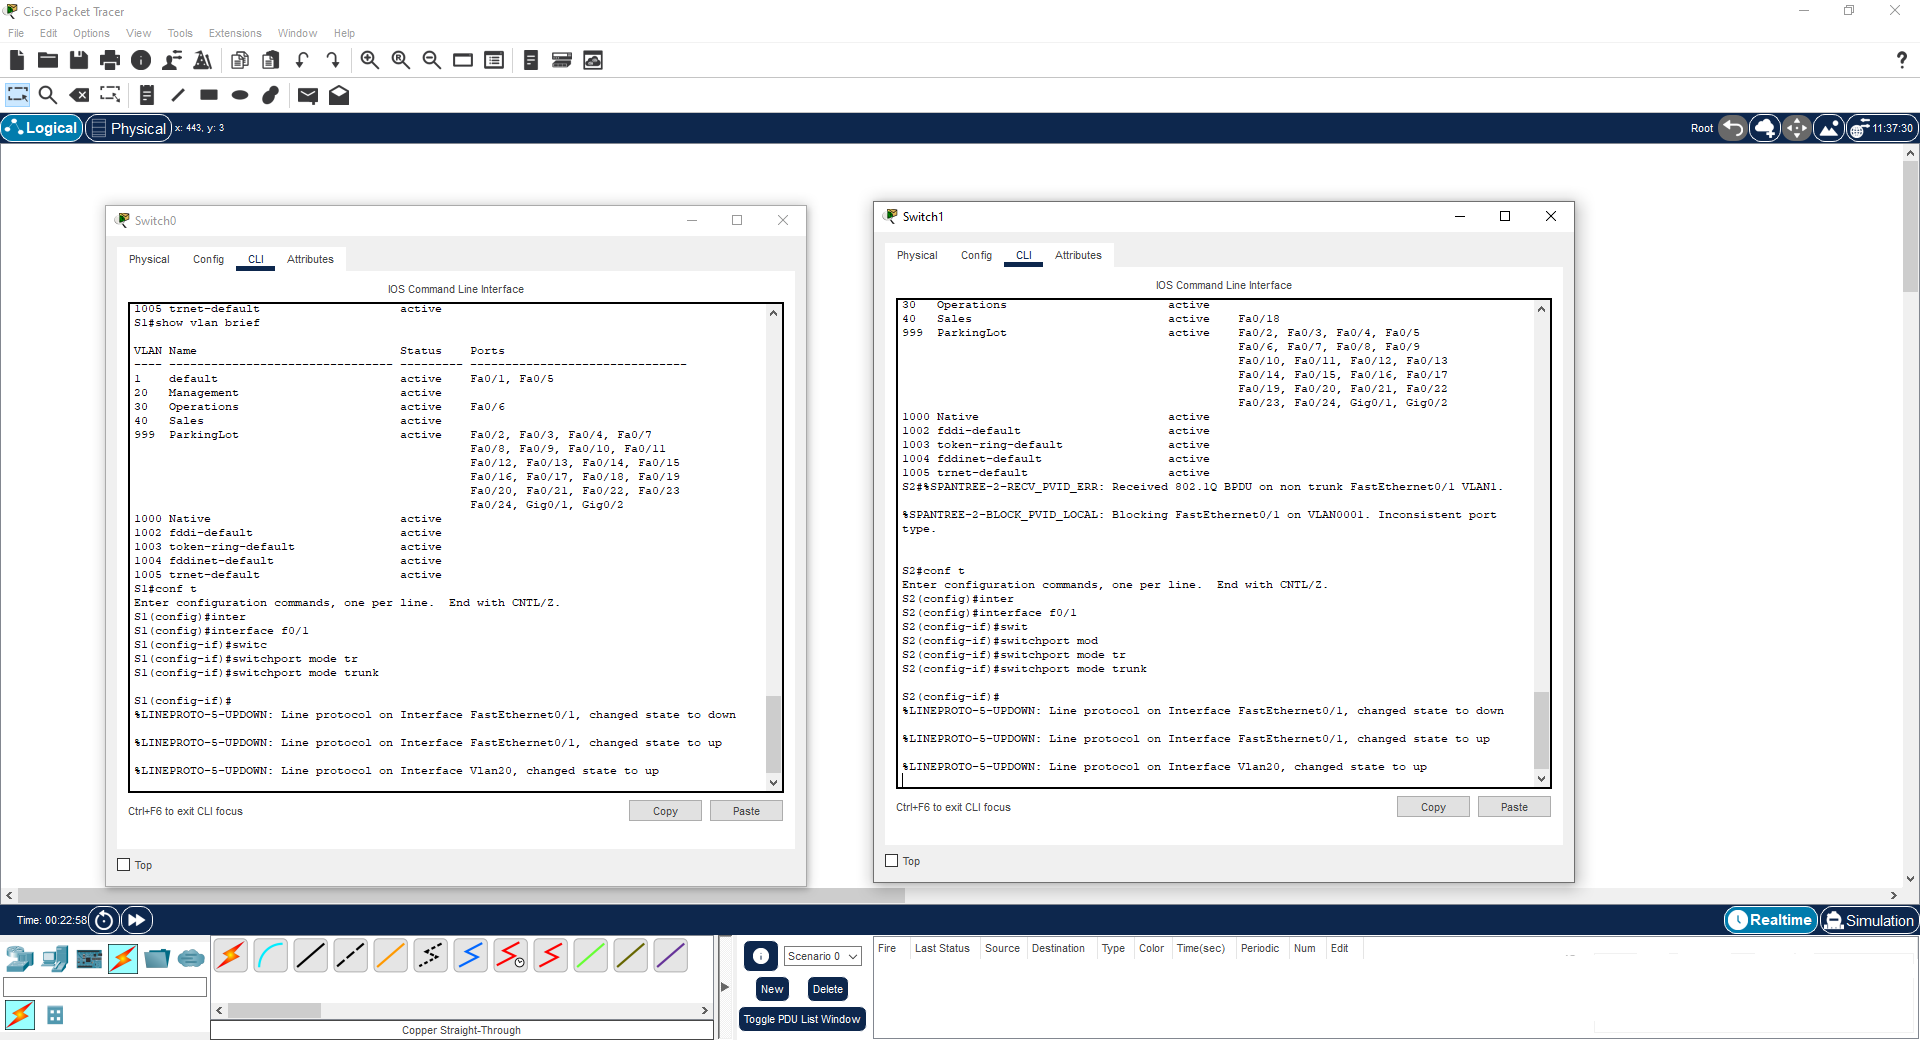 Cisco Packet Tracer
File Edit Options View Tools Extensions Window Help
?
Logical Physical x: 443, y: 3 Root 11:37:30
Switch0
Physical Config CLI Attributes
IOS Command Line Interface
1005 trnet-default active
S1#show vlan brief
VLAN Name Status Ports
---- -------------------------------- --------- -------------------------------
1 default active Fa0/1, Fa0/5
20 Management active
30 Operations active Fa0/6
40 Sales active
999 ParkingLot active Fa0/2, Fa0/3, Fa0/4, Fa0/7
Fa0/8, Fa0/9, Fa0/10, Fa0/11
Fa0/12, Fa0/13, Fa0/14, Fa0/15
Fa0/16, Fa0/17, Fa0/18, Fa0/19
Fa0/20, Fa0/21, Fa0/22, Fa0/23
Fa0/24, Gig0/1, Gig0/2
1000 Native active
1002 fddi-default active
1003 token-ring-default active
1004 fddinet-default active
1005 trnet-default active
S1#conf t
Enter configuration commands, one per line. End with CNTL/Z.
S1(config)#inter
S1(config)#interface f0/1
S1(config-if)#switc
S1(config-if)#switchport mode tr
S1(config-if)#switchport mode trunk
S1(config-if)#
%LINEPROTO-5-UPDOWN: Line protocol on Interface FastEthernet0/1, changed state to down
%LINEPROTO-5-UPDOWN: Line protocol on Interface FastEthernet0/1, changed state to up
%LINEPROTO-5-UPDOWN: Line protocol on Interface Vlan20, changed state to up
Ctrl+F6 to exit CLI focus
Copy Paste
Top
Switch1
Physical Config CLI Attributes
IOS Command Line Interface
30 Operations active
40 Sales active Fa0/18
999 ParkingLot active Fa0/2, Fa0/3, Fa0/4, Fa0/5
Fa0/6, Fa0/7, Fa0/8, Fa0/9
Fa0/10, Fa0/11, Fa0/12, Fa0/13
Fa0/14, Fa0/15, Fa0/16, Fa0/17
Fa0/19, Fa0/20, Fa0/21, Fa0/22
Fa0/23, Fa0/24, Gig0/1, Gig0/2
1000 Native active
1002 fddi-default active
1003 token-ring-default active
1004 fddinet-default active
1005 trnet-default active
S2#%SPANTREE-2-RECV_PVID_ERR: Received 802.1Q BPDU on non trunk FastEthernet0/1 VLAN1.
%SPANTREE-2-BLOCK_PVID_LOCAL: Blocking FastEthernet0/1 on VLAN0001. Inconsistent port
type.
S2#conf t
Enter configuration commands, one per line. End with CNTL/Z.
S2(config)#inter
S2(config)#interface f0/1
S2(config-if)#swit
S2(config-if)#switchport mod
S2(config-if)#switchport mode tr
S2(config-if)#switchport mode trunk
S2(config-if)#
%LINEPROTO-5-UPDOWN: Line protocol on Interface FastEthernet0/1, changed state to down
%LINEPROTO-5-UPDOWN: Line protocol on Interface FastEthernet0/1, changed state to up
%LINEPROTO-5-UPDOWN: Line protocol on Interface Vlan20, changed state to up
Ctrl+F6 to exit CLI focus
Copy Paste
Top
Time: 00:22:58 Realtime Simulation
Scenario 0
New Delete
Toggle PDU List Window
Fire Last Status Source Destination Type Color Time(sec) Periodic Num Edit
Copper Straight-Through